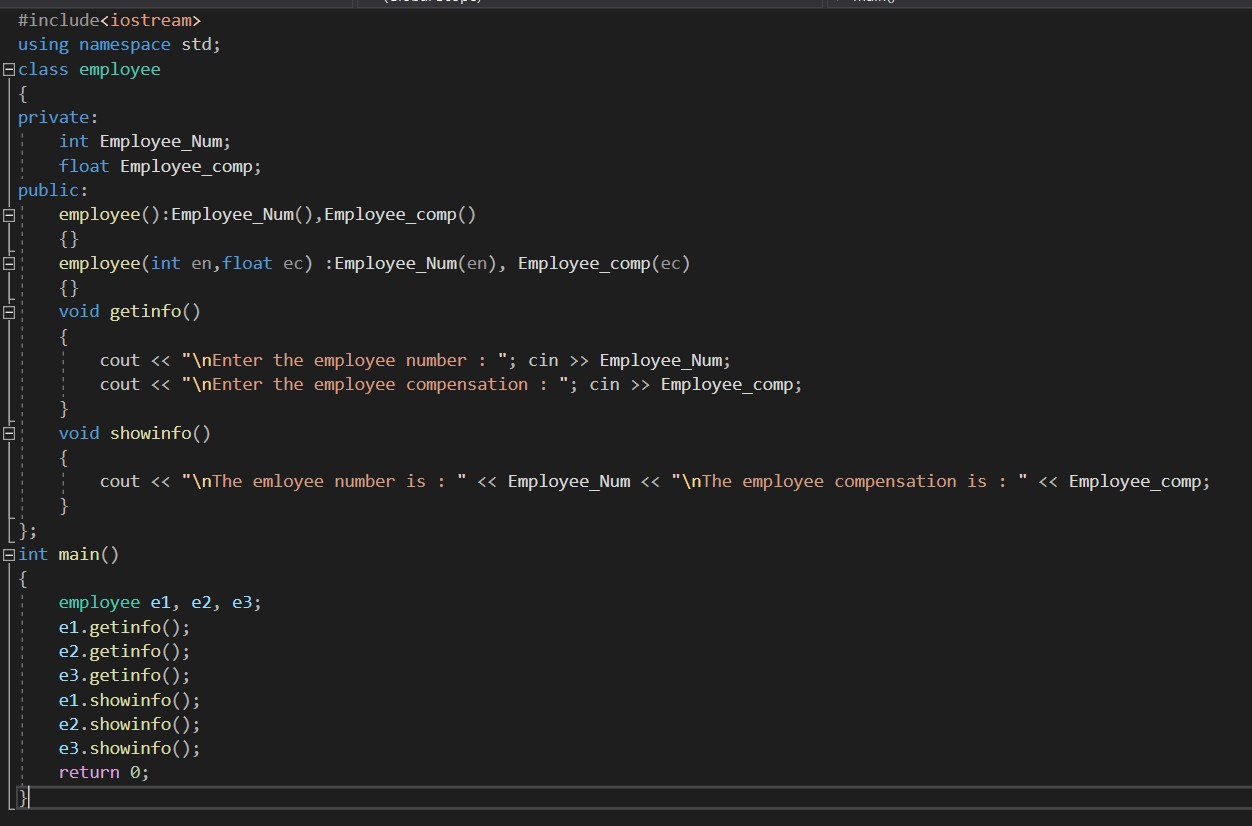 #include<iostream>
using namespace std;
class employee
{
private:
    int Employee_Num;
    float Employee_comp;
public:
    employee():Employee_Num(),Employee_comp()
    {}
    employee(int en,float ec) :Employee_Num(en), Employee_comp(ec)
    {}
    void getinfo()
    {
        cout << "\nEnter the employee number : "; cin >> Employee_Num;
        cout << "\nEnter the employee compensation : "; cin >> Employee_comp;
    }
    void showinfo()
    {
        cout << "\nThe emloyee number is : " << Employee_Num << "\nThe employee compensation is : " << Employee_comp;
    }
};
int main()
{
    employee e1, e2, e3;
    e1.getinfo();
    e2.getinfo();
    e3.getinfo();
    e1.showinfo();
    e2.showinfo();
    e3.showinfo();
    return 0;
}